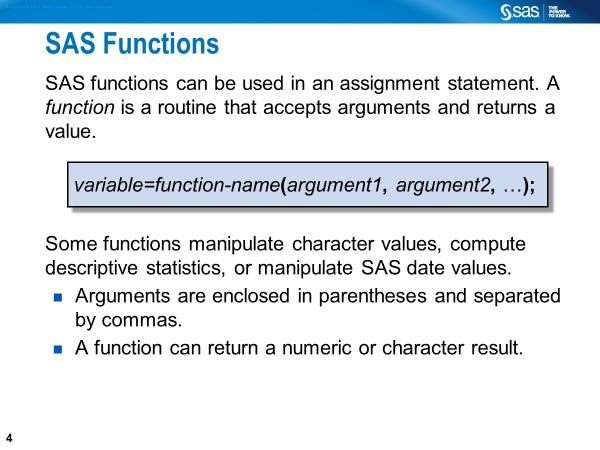 sas
THE
POWER
TO KNOW.
SAS Functions
SAS functions can be used in an assignment statement. A
function is a routine that accepts arguments and returns a
value.
variable=function-name(argument1, argument2, …);
Some functions manipulate character values, compute
descriptive statistics, or manipulate SAS date values.
Arguments are enclosed in parentheses and separated
by commas.
A function can return a numeric or character result.
4